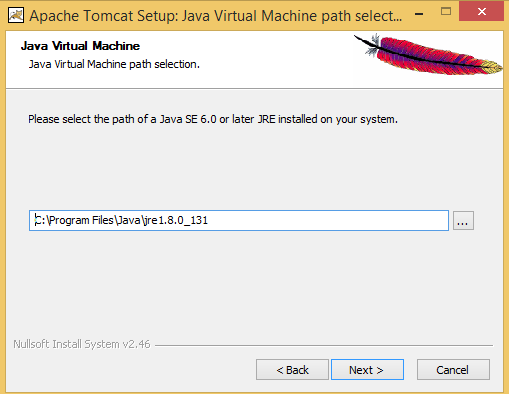 Apache Tomcat Setup: Java Virtual Machine path select...
Java Virtual Machine
Java Virtual Machine path selection.
Please select the path of a Java SE 6.0 or later JRE installed on your system.
C:\Program Files\Java\jre1.8.0_131
...
Nullsoft Install System v2.46
< Back
Next >
Cancel